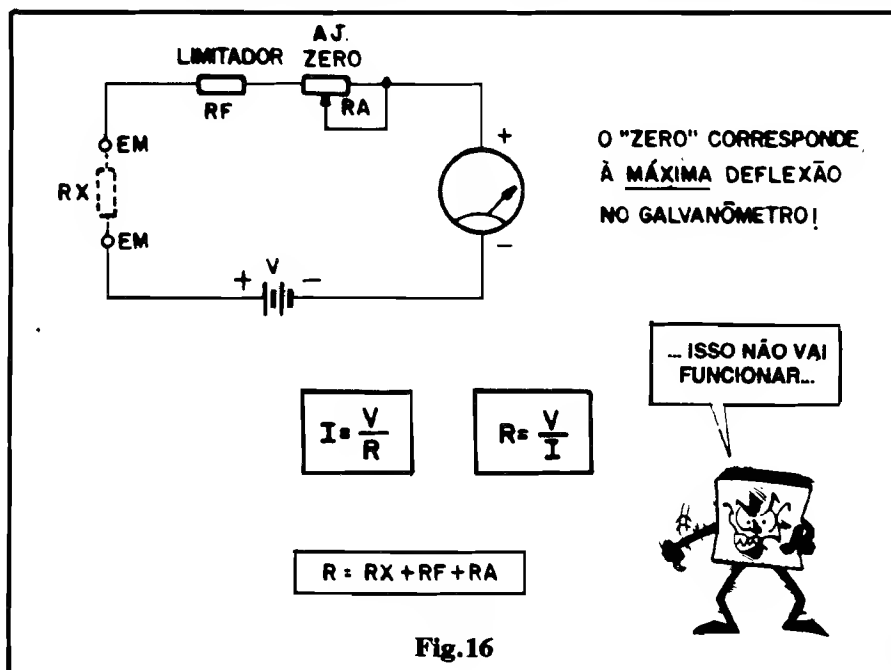 LIMITADOR
AJ.
ZERO
RF
RA
EM
RX
EM
+
-
+ V -
O "ZERO" CORRESPONDE
À MÁXIMA DEFLEXÃO
NO GALVANÔMETRO!
... ISSO NÃO VAI
FUNCIONAR...
I = V/R
R = V/I
R = RX + RF + RA
Fig.16